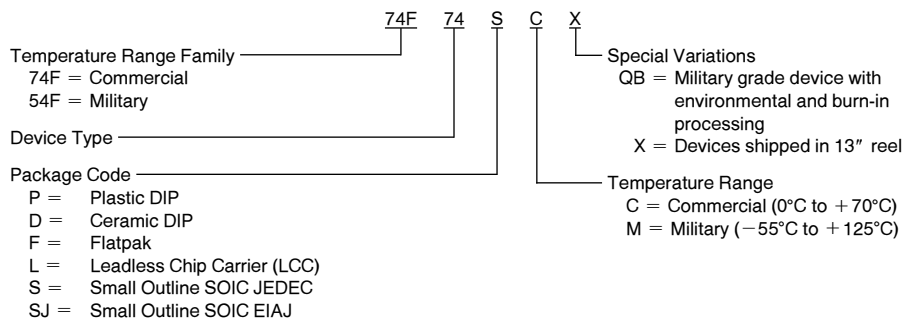 74F 74 S C X
Temperature Range Family
74F = Commercial
54F = Military
Device Type
Package Code
P = Plastic DIP
D = Ceramic DIP
F = Flatpak
L = Leadless Chip Carrier (LCC)
S = Small Outline SOIC JEDEC
SJ = Small Outline SOIC EIAJ
Special Variations
QB = Military grade device with
environmental and burn-in
processing
X = Devices shipped in 13″ reel
Temperature Range
C = Commercial (0°C to +70°C)
M = Military (−55°C to +125°C)